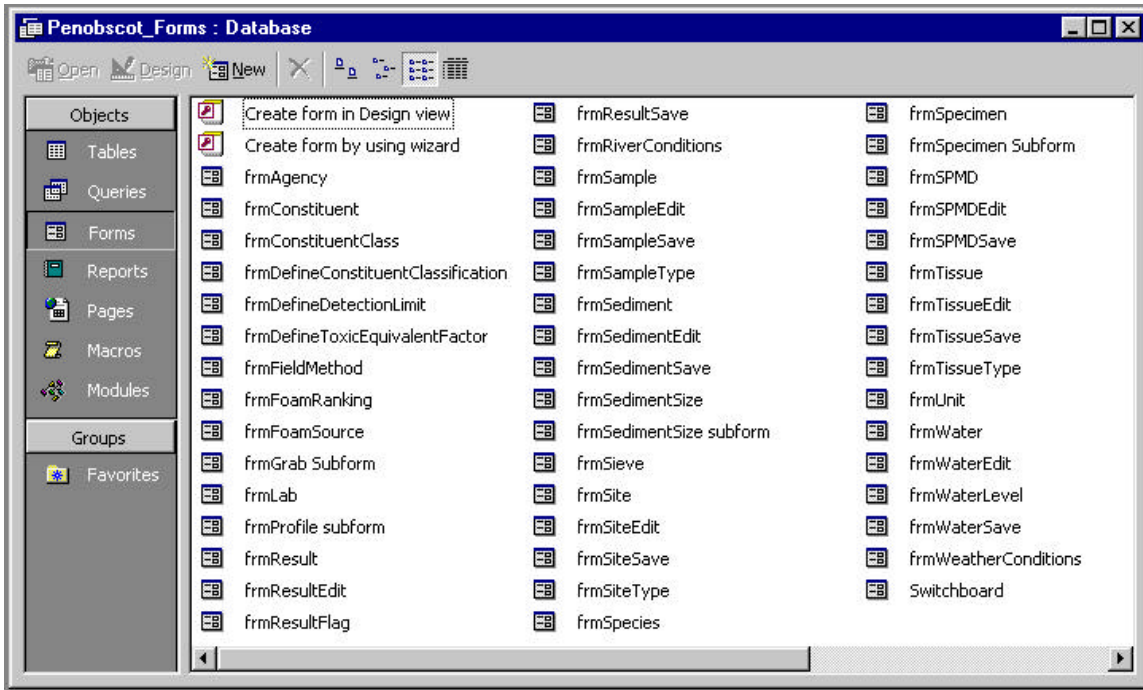 Penobscot_Forms : Database
Open Design New
Objects
Tables
Queries
Forms
Reports
Pages
Macros
Modules
Groups
Favorites
Create form in Design view
Create form by using wizard
frmAgency
frmConstituent
frmConstituentClass
frmDefineConstituentClassification
frmDefineDetectionLimit
frmDefineToxicEquivalentFactor
frmFieldMethod
frmFoamRanking
frmFoamSource
frmGrab Subform
frmLab
frmProfile subform
frmResult
frmResultEdit
frmResultFlag
frmResultSave
frmRiverConditions
frmSample
frmSampleEdit
frmSampleSave
frmSampleType
frmSediment
frmSedimentEdit
frmSedimentSave
frmSedimentSize
frmSedimentSize subform
frmSieve
frmSite
frmSiteEdit
frmSiteSave
frmSiteType
frmSpecies
frmSpecimen
frmSpecimen Subform
frmSPMD
frmSPMDEdit
frmSPMDSave
frmTissue
frmTissueEdit
frmTissueSave
frmTissueType
frmUnit
frmWater
frmWaterEdit
frmWaterLevel
frmWaterSave
frmWeatherConditions
Switchboard